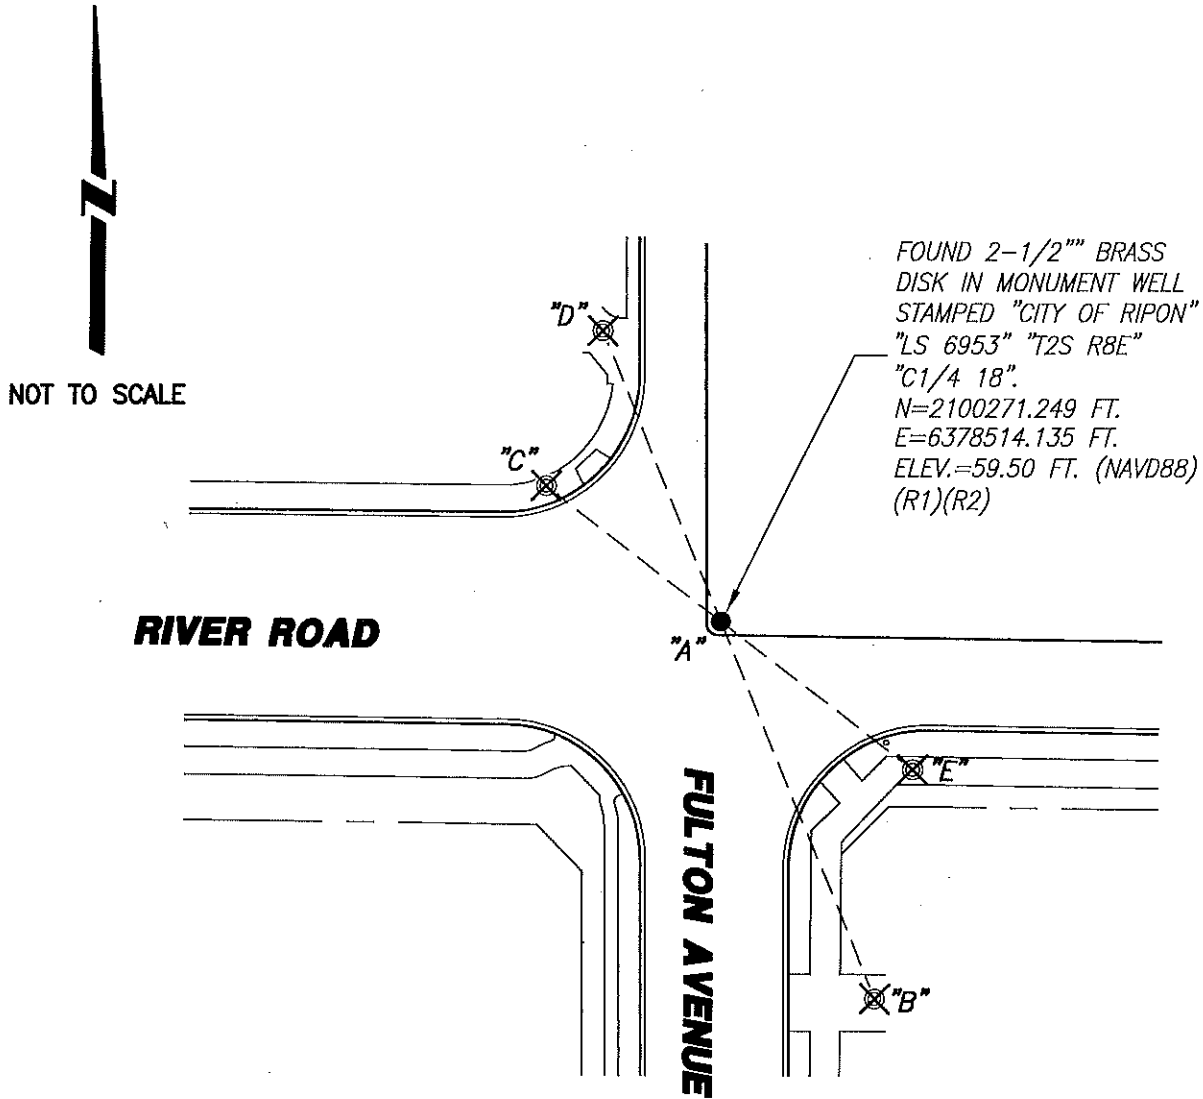 N
NOT TO SCALE
FOUND 2-1/2"" BRASS
DISK IN MONUMENT WELL
STAMPED "CITY OF RIPON"
"LS 6953" "T2S R8E"
"C1/4 18".
N=2100271.249 FT.
E=6378514.135 FT.
ELEV.=59.50 FT. (NAVD88)
(R1)(R2)
"D"
"C"
RIVER ROAD
"A"
"E"
FULTON AVENUE
"B"